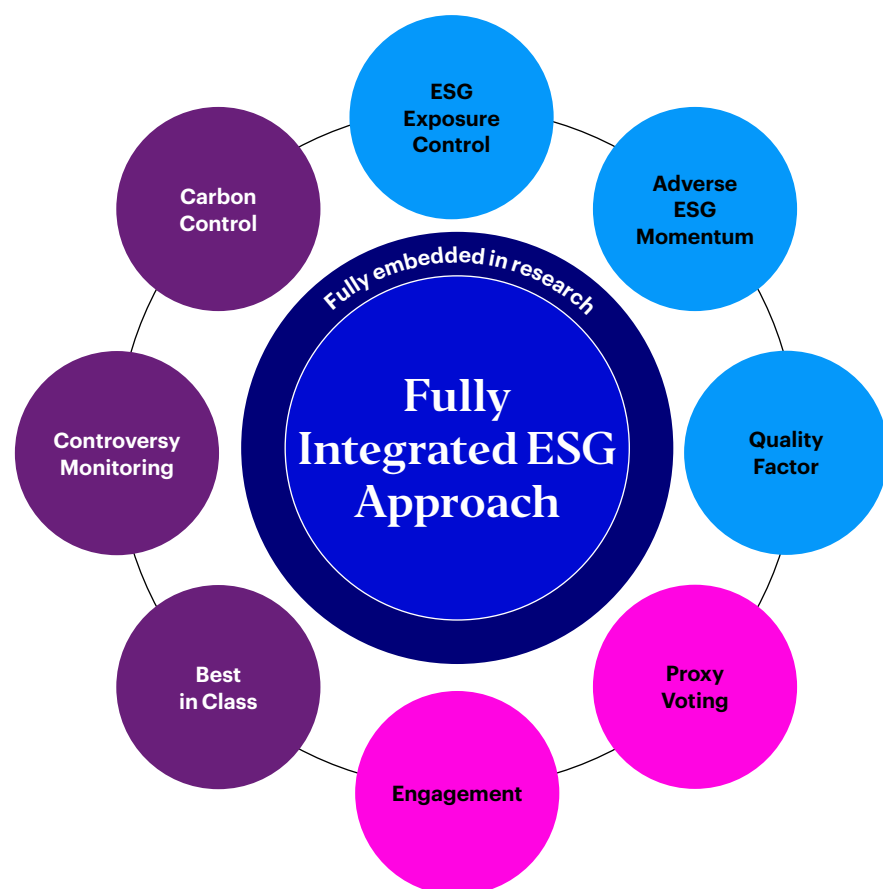 ESG
Exposure
Control
Adverse
ESG
Momentum
Quality
Factor
Proxy
Voting
Engagement
Best
in Class
Controversy
Monitoring
Carbon
Control
Fully embedded in research
Fully
Integrated ESG
Approach